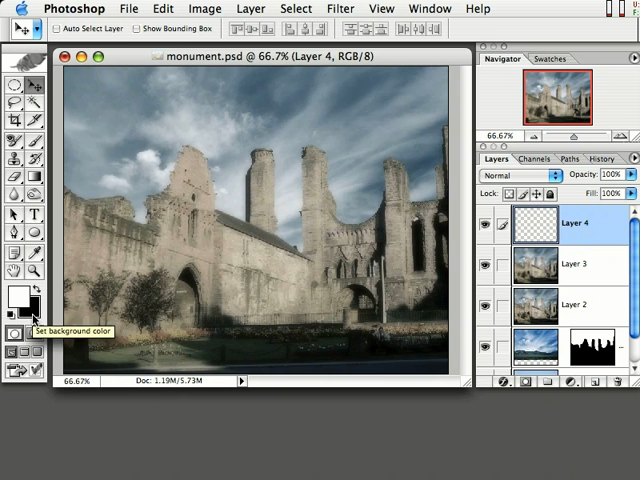 Photoshop File Edit Image Layer Select Filter View Window Help
Auto Select Layer Show Bounding Box
monument.psd @ 66.7% (Layer 4, RGB/8)
Navigator Swatches
66.67%
Layers Channels Paths History
Normal Opacity: 100%
Lock: Fill: 100%
Layer 4
Layer 3
Layer 2
T
Set background color
66.67% Doc: 1.19M/5.73M